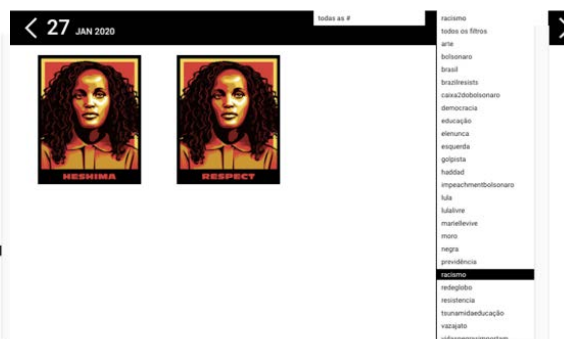 27 JAN 2020
todas as #
HESHIMA
RESPECT
racismo
todos os filtros
arte
bolsonaro
brasil
brazilresists
caixa2dobolsonaro
democracia
educação
elenunca
esquerda
golpista
haddad
impeachmentbolsonaro
lula
lulalivre
mariellevive
moro
negra
previdência
racismo
redeglobo
resistencia
tsunamidaeducação
vazajato